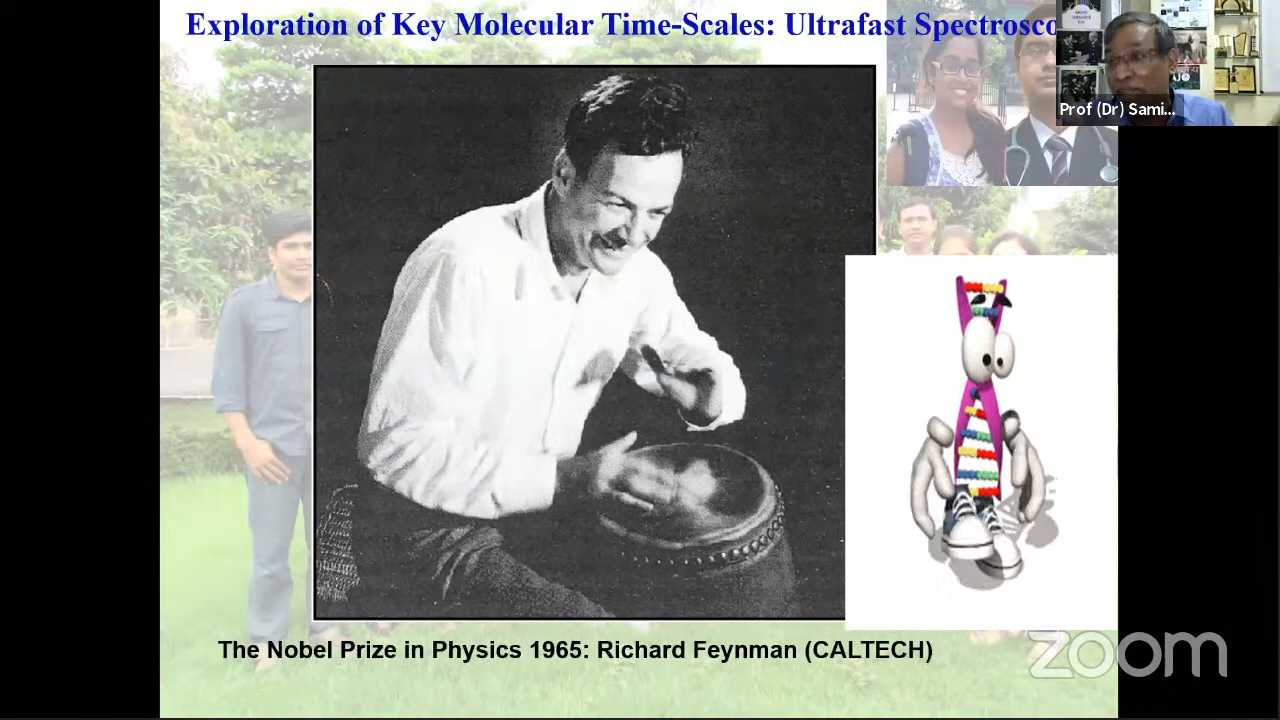 Exploration of Key Molecular Time-Scales: Ultrafast Spectrosco
Prof (Dr) Sami...
The Nobel Prize in Physics 1965: Richard Feynman (CALTECH)
zoom